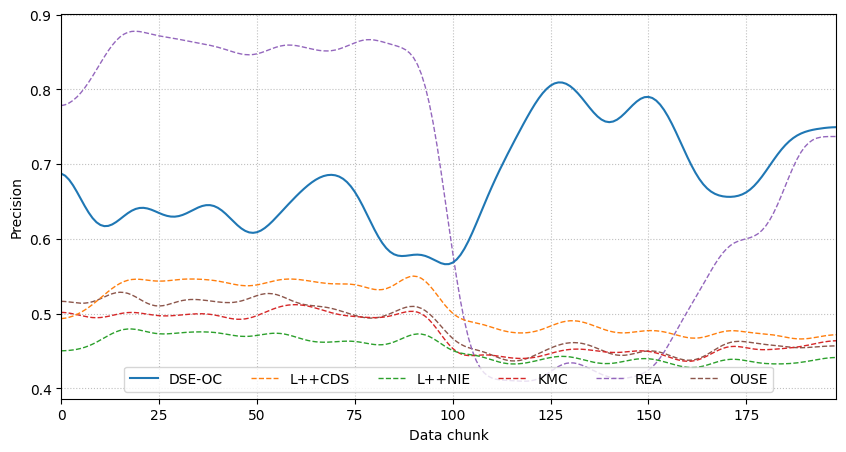 0.9
0.8
0.7
0.6
0.5
0.4
Precision
0 25 50 75 100 125 150 175
Data chunk
DSE-OC L++CDS L++NIE KMC REA OUSE